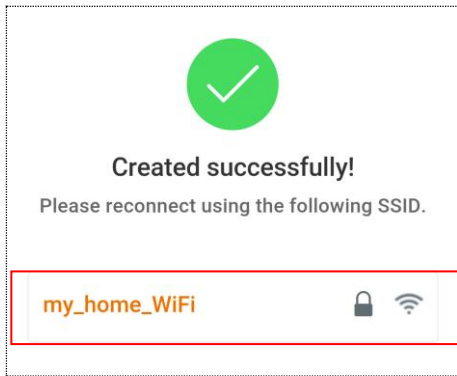 Created successfully!
Please reconnect using the following SSID.
my_home_WiFi